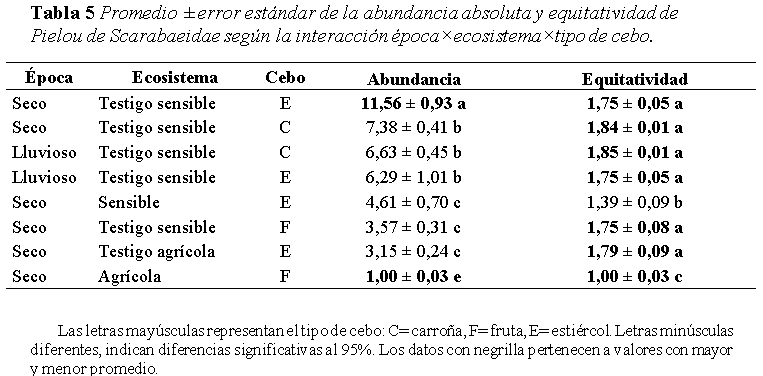 Tabla 5 Promedio ±error estándar de la abundancia absoluta y equitatividad de
Pielou de Scarabaeidae según la interacción época×ecosistema×tipo de cebo.
Época Ecosistema Cebo Abundancia Equitatividad
Seco Testigo sensible E 11,56 ± 0,93 a 1,75 ± 0,05 a
Seco Testigo sensible C 7,38 ± 0,41 b 1,84 ± 0,01 a
Lluvioso Testigo sensible C 6,63 ± 0,45 b 1,85 ± 0,01 a
Lluvioso Testigo sensible E 6,29 ± 1,01 b 1,75 ± 0,05 a
Seco Sensible E 4,61 ± 0,70 c 1,39 ± 0,09 b
Seco Testigo sensible F 3,57 ± 0,31 c 1,75 ± 0,08 a
Seco Testigo agrícola E 3,15 ± 0,24 c 1,79 ± 0,09 a
Seco Agrícola F 1,00 ± 0,03 e 1,00 ± 0,03 c
Las letras mayúsculas representan el tipo de cebo: C=carroña, F=fruta, E=estiércol. Letras minúsculas
diferentes, indican diferencias significativas al 95%. Los datos con negrilla pertenecen a valores con mayor
y menor promedio.